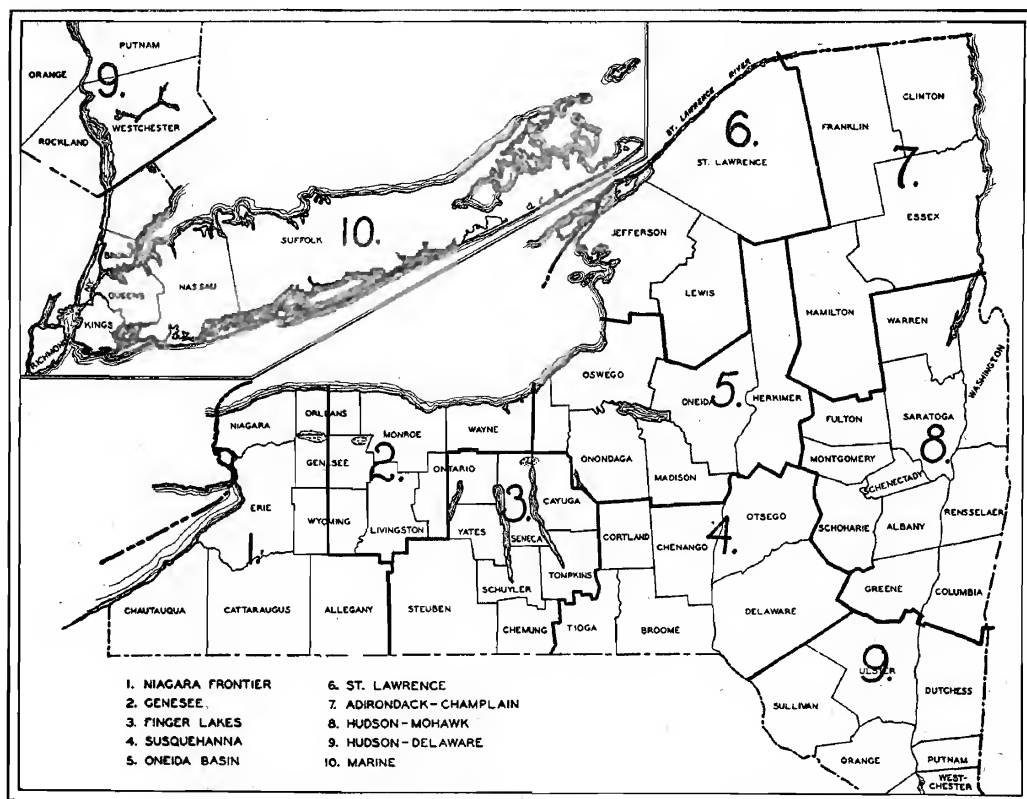 PUTNAM
ORANGE
9.
WESTCHESTER
ROCKLAND
SUFFOLK
10.
NASSAU
QUEENS
KINGS
RICHMOND
ST. LAWRENCE RIVER
6.
ST. LAWRENCE
FRANKLIN
CLINTON
7.
ESSEX
JEFFERSON
LEWIS
HAMILTON
WARREN
WASHINGTON
OSWEGO
ONEIDA
5.
HERKIMER
FULTON
SARATOGA
8.
MONTGOMERY
SCHENECTADY
NIAGARA
ORLEANS
MONROE
WAYNE
GENESEE
2.
ONTARIO
3.
CAYUGA
ONONDAGA
MADISON
OTSEGO
SCHOHARIE
ALBANY
RENSSELAER
ERIE
WYOMING
LIVINGSTON
YATES
SENECA
CORTLAND
CHENANGO
4.
1.
TOMPKINS
SCHUYLER
CHAUTAUQUA
CATTARAUGUS
ALLEGANY
STEUBEN
CHEMUNG
TIOGA
BROOME
DELAWARE
GREENE
COLUMBIA
9.
ULSTER
DUTCHESS
SULLIVAN
ORANGE
PUTNAM
WEST-
CHESTER
1. NIAGARA FRONTIER
2. GENESEE
3. FINGER LAKES
4. SUSQUEHANNA
5. ONEIDA BASIN
6. ST. LAWRENCE
7. ADIRONDACK-CHAMPLAIN
8. HUDSON-MOHAWK
9. HUDSON-DELAWARE
10. MARINE